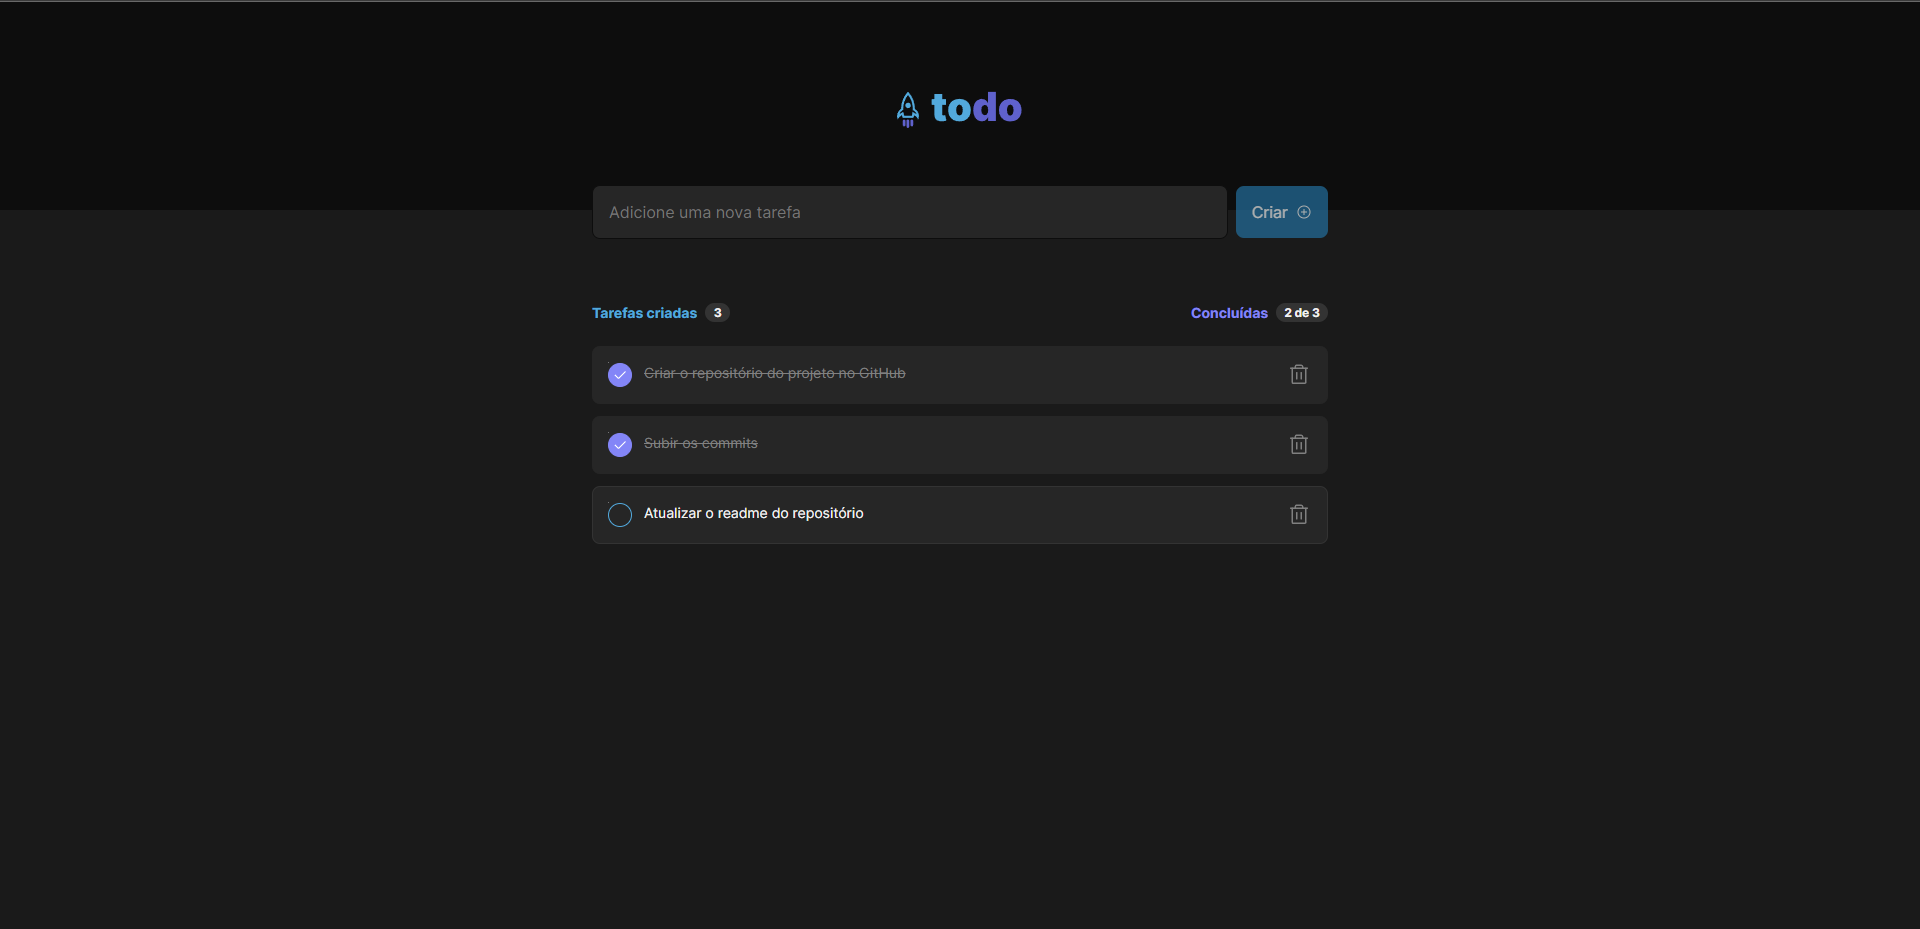 todo
Adicione uma nova tarefa
Criar
Tarefas criadas 3
Concluídas 2 de 3
Criar o repositório do projeto no GitHub
Subir os commits
Atualizar o readme do repositório